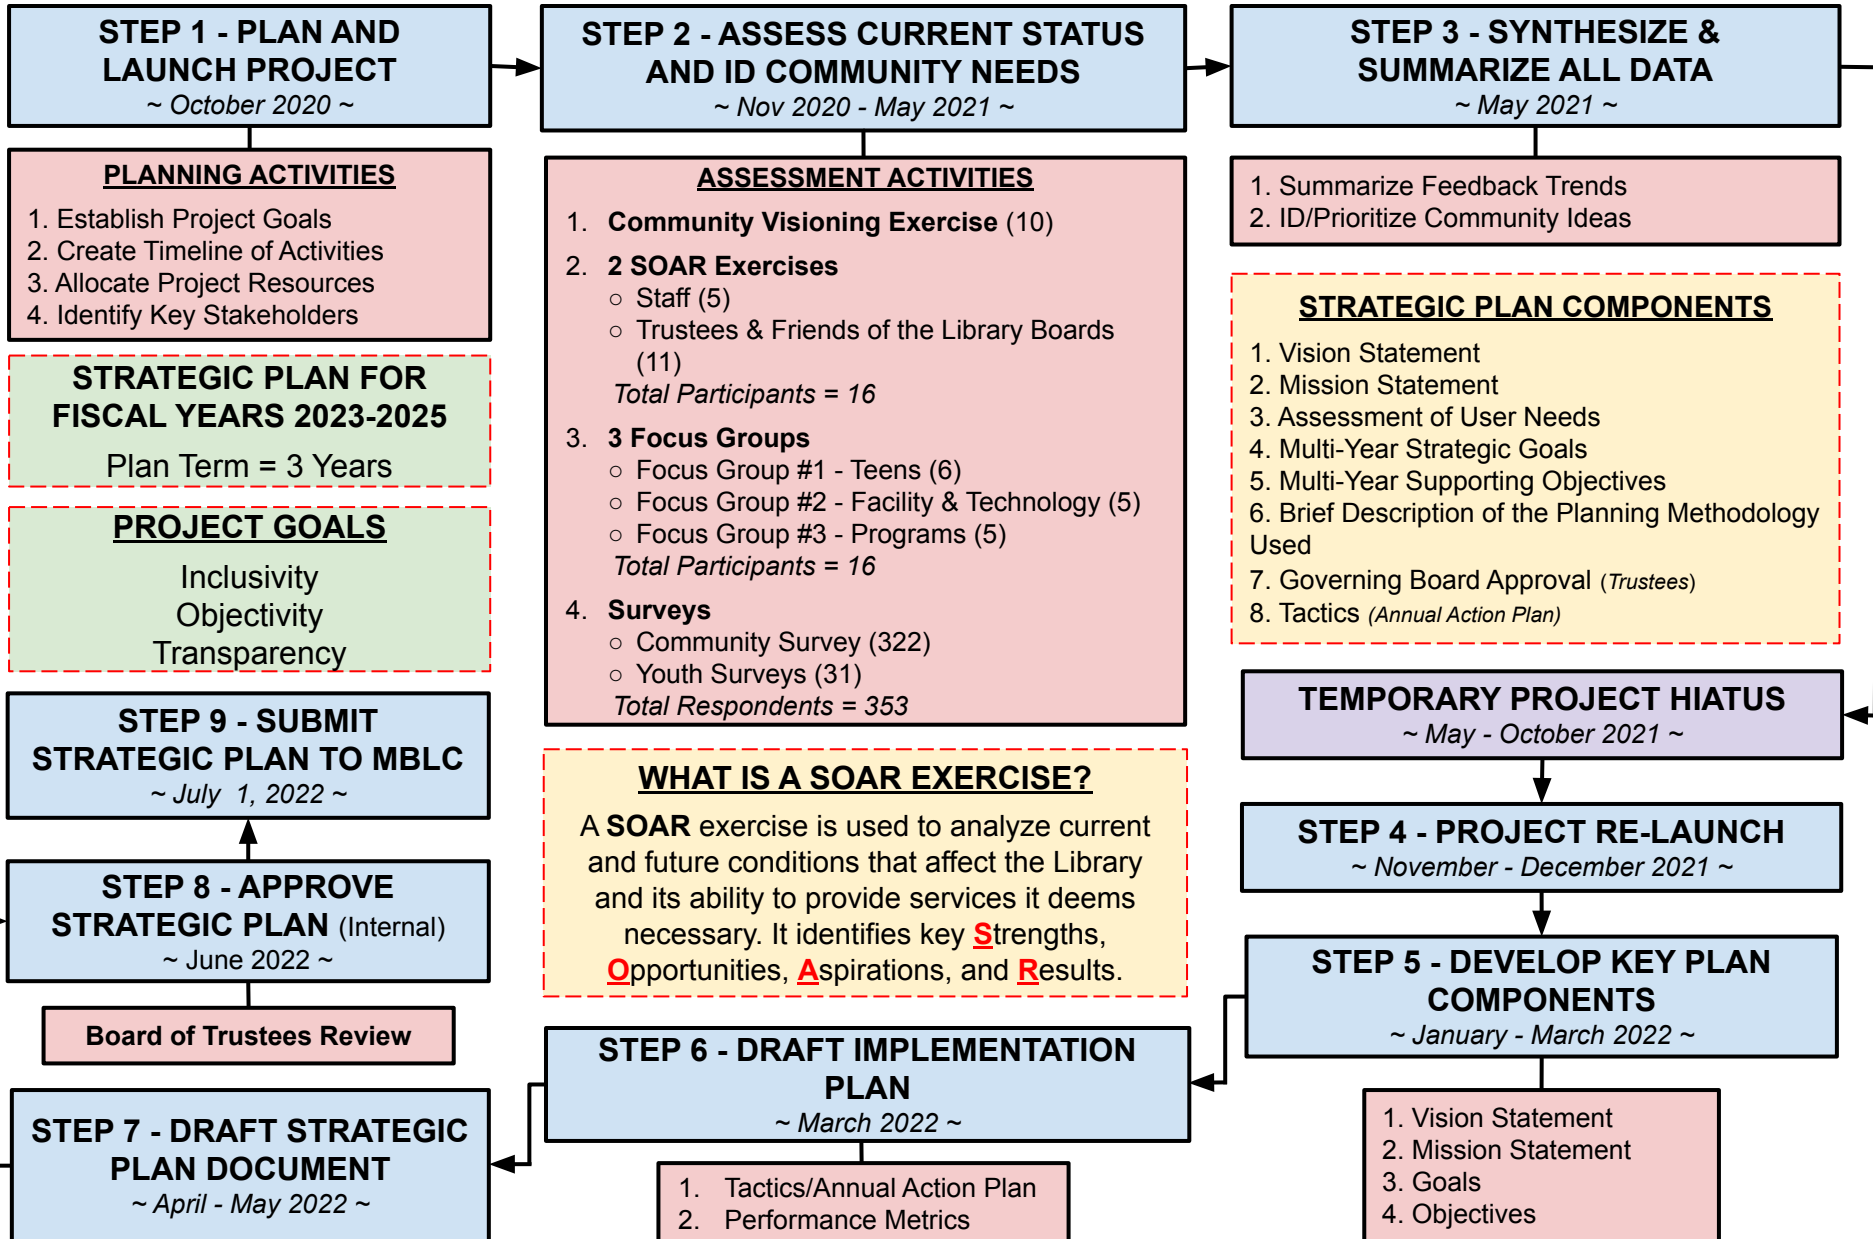 STEP 1 - PLAN AND
LAUNCH PROJECT
~ October 2020 ~
PLANNING ACTIVITIES
1. Establish Project Goals
2. Create Timeline of Activities
3. Allocate Project Resources
4. Identify Key Stakeholders
STRATEGIC PLAN FOR
FISCAL YEARS 2023-2025
Plan Term = 3 Years
PROJECT GOALS
Inclusivity
Objectivity
Transparency
STEP 2 - ASSESS CURRENT STATUS
AND ID COMMUNITY NEEDS
~ Nov 2020 - May 2021 ~
ASSESSMENT ACTIVITIES
1. Community Visioning Exercise (10)
2. 2 SOAR Exercises
○ Staff (5)
○ Trustees & Friends of the Library Boards
(11)
Total Participants = 16
3. 3 Focus Groups
○ Focus Group #1 - Teens (6)
○ Focus Group #2 - Facility & Technology (5)
○ Focus Group #3 - Programs (5)
Total Participants = 16
4. Surveys
○ Community Survey (322)
○ Youth Surveys (31)
Total Respondents = 353
WHAT IS A SOAR EXERCISE?
A SOAR exercise is used to analyze current
and future conditions that affect the Library
and its ability to provide services it deems
necessary. It identifies key Strengths,
Opportunities, Aspirations, and Results.
STEP 3 - SYNTHESIZE &
SUMMARIZE ALL DATA
~ May 2021 ~
1. Summarize Feedback Trends
2. ID/Prioritize Community Ideas
STRATEGIC PLAN COMPONENTS
1. Vision Statement
2. Mission Statement
3. Assessment of User Needs
4. Multi-Year Strategic Goals
5. Multi-Year Supporting Objectives
6. Brief Description of the Planning Methodology
Used
7. Governing Board Approval (Trustees)
8. Tactics (Annual Action Plan)
TEMPORARY PROJECT HIATUS
~ May - October 2021 ~
STEP 4 - PROJECT RE-LAUNCH
~ November - December 2021 ~
STEP 5 - DEVELOP KEY PLAN
COMPONENTS
~ January - March 2022 ~
1. Vision Statement
2. Mission Statement
3. Goals
4. Objectives
STEP 6 - DRAFT IMPLEMENTATION
PLAN
~ March 2022 ~
1. Tactics/Annual Action Plan
2. Performance Metrics
STEP 7 - DRAFT STRATEGIC
PLAN DOCUMENT
~ April - May 2022 ~
STEP 8 - APPROVE
STRATEGIC PLAN (Internal)
~ June 2022 ~
Board of Trustees Review
STEP 9 - SUBMIT
STRATEGIC PLAN TO MBLC
~ July 1, 2022 ~